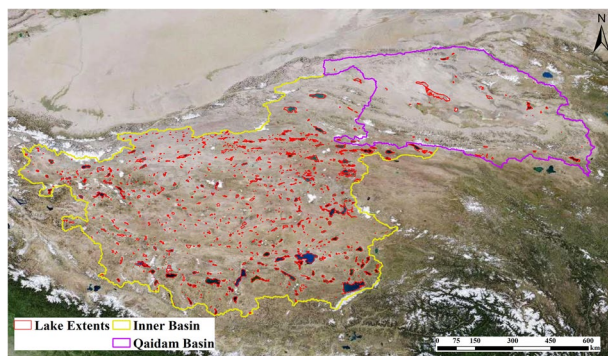 N
Lake Extents Inner Basin
Qaidam Basin
0 75 150 300 450 600
km